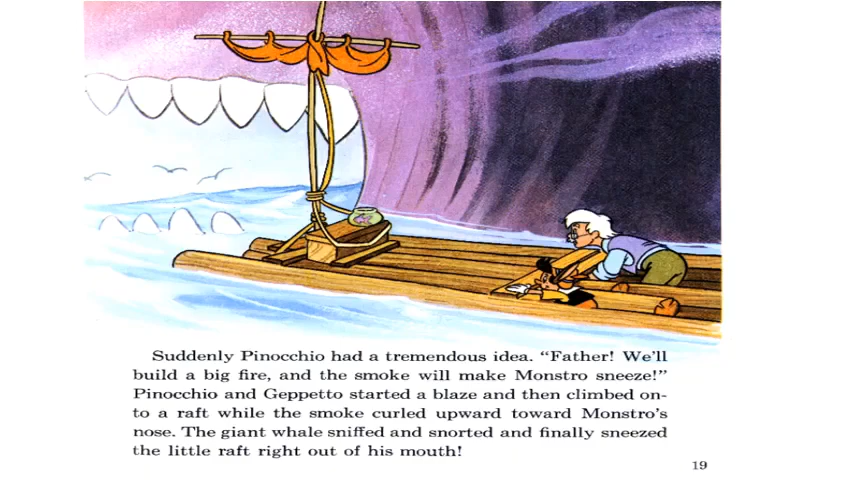 Suddenly Pinocchio had a tremendous idea. “Father! We’ll
build a big fire, and the smoke will make Monstro sneeze!”
Pinocchio and Geppetto started a blaze and then climbed on-
to a raft while the smoke curled upward toward Monstro’s
nose. The giant whale sniffed and snorted and finally sneezed
the little raft right out of his mouth!
19